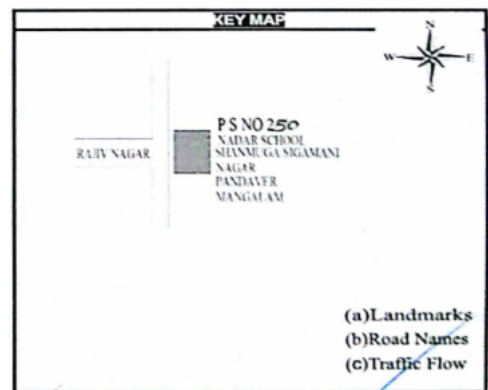 KEY MAP
N
W E
S
P S NO 250
NADAR SCHOOL
RAJIV NAGAR
SHANMUGA SIGAMANI
NAGAR
PANDAVER
MANGALAM
(a)Landmarks
(b)Road Names
(c)Traffic Flow